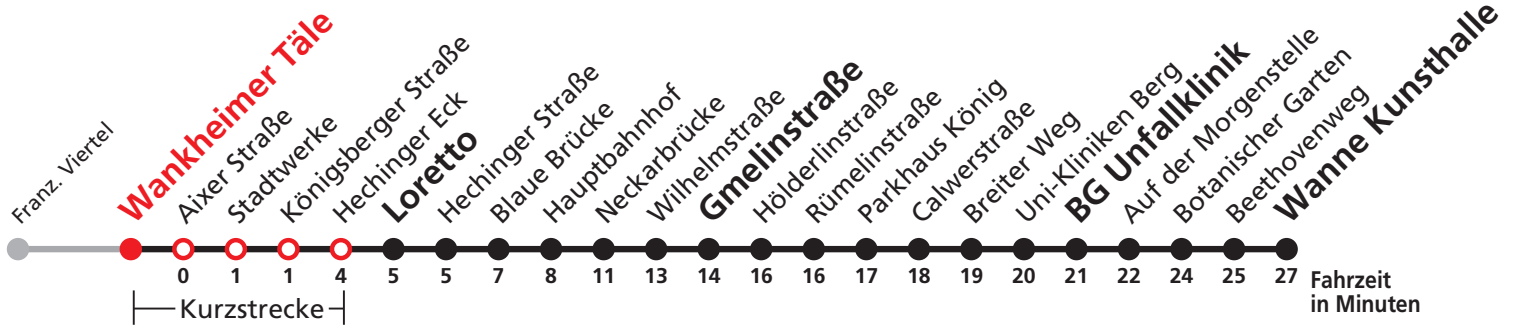 Franz. Viertel
Wankheimer Täle
Aixer Straße
Stadtwerke
Königsberger Straße
Hechinger Eck
Loretto
Hechinger Straße
Blaue Brücke
Hauptbahnhof
Neckarbrücke
Wilhelmstraße
Gmelinstraße
Hölderlinstraße
Rümelinstraße
Parkhaus König
Calwerstraße
Breiter Weg
Uni-Kliniken Berg
BG Unfallklinik
Auf der Morgenstelle
Botanischer Garten
Beethovenweg
Wanne Kunsthalle
0 1 1 4 5 5 7 8 11 13 14 16 16 17 18 19 20 21 22 24 25 27
Fahrzeit
in Minuten
Kurzstrecke